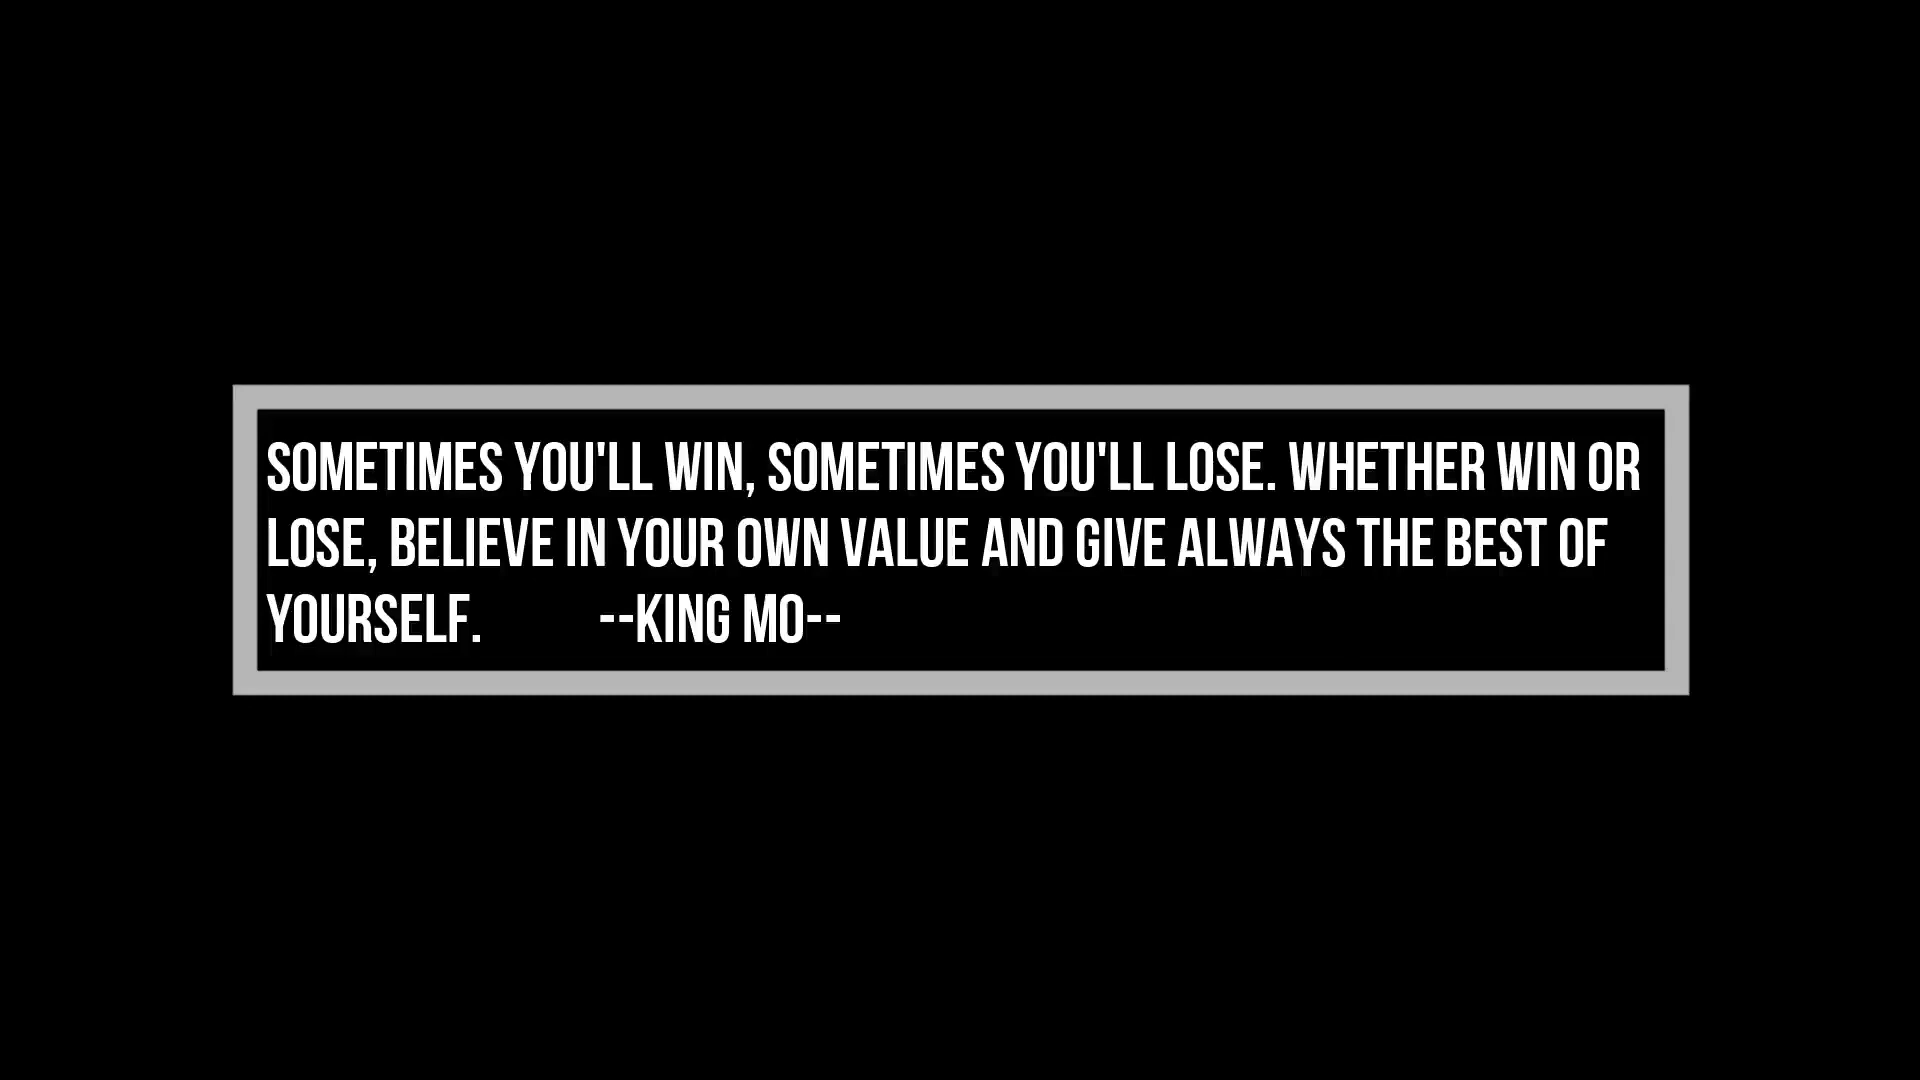 SOMETIMES YOU'LL WIN, SOMETIMES YOU'LL LOSE. WHETHER WIN OR
LOSE, BELIEVE IN YOUR OWN VALUE AND GIVE ALWAYS THE BEST OF
YOURSELF. --KING MO--